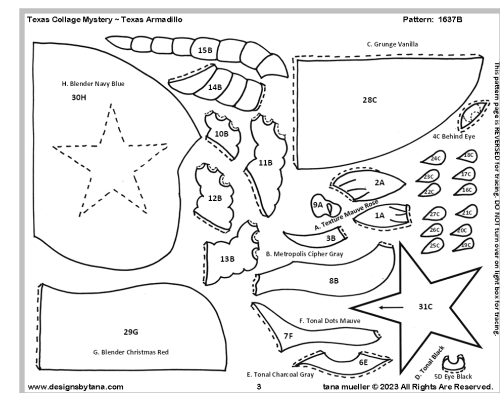 Texas Collage Mystery ~ Texas Armadillo
Pattern: 1637B
15B
C. Grunge Vanilla
H. Blender Navy Blue
30H
14B
28C
10B
11B
4C Behind Eye
24C
18C
23C
17C
22C
16C
2A
12B
9A
A. Texture Mauve Rose
1A
27C
21C
26C
20C
25C
19C
3B
13B
B. Metropolis Cipher Gray
8B
31C
F. Tonal Dots Mauve
7F
29G
G. Blender Christmas Red
6E
E. Tonal Charcoal Gray
D. Tonal Black
5D Eye Black
This pattern page is REVERSED for tracing. DO NOT turn over on light box for tracing.
www.designsbytana.com
3
tana mueller © 2023 All Rights Are Reserved.